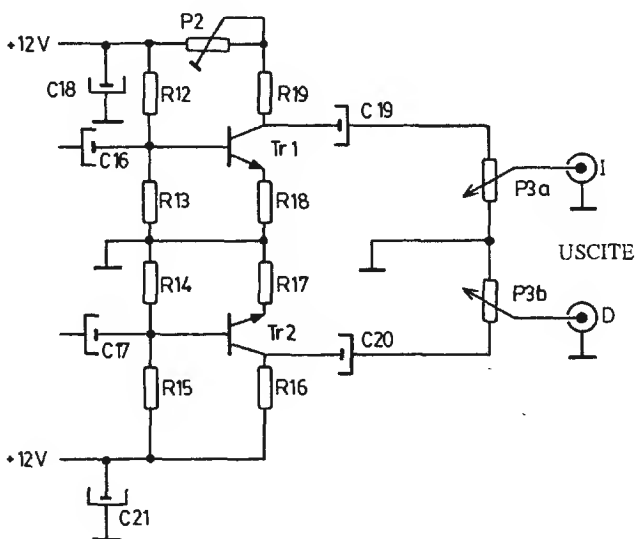 P2
+12V
C18
R12
R19
C19
C16
Tr1
P3a
I
R13
R18
USCITE
R14
R17
P3b
D
C17
Tr2
C20
R15
R16
+12V
C21